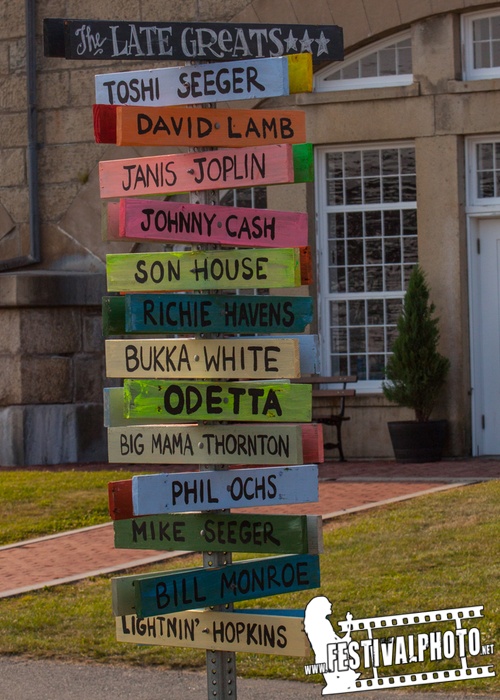 The LATE GREATS★★★
TOSHI SEEGER
DAVID LAMB
JANIS JOPLIN
JOHNNY CASH
SON HOUSE
RICHIE HAVENS
BUKKA WHITE
ODETTA
BIG MAMA THORNTON
PHIL OCHS
MIKE SEEGER
BILL MONROE
LIGHTNIN' HOPKINS
WWW.FESTIVALPHOTO.NET